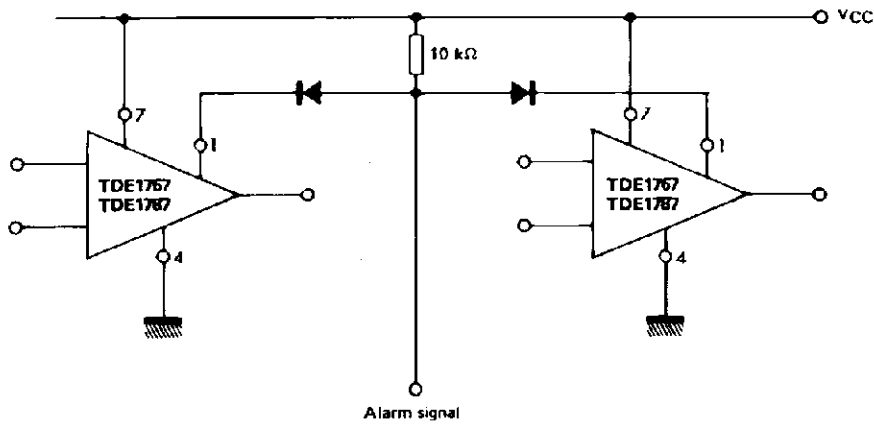 VCC
10 kΩ
7
1
TDE1767
TDE1787
4
7
1
TDE1767
TDE1787
4
Alarm signal